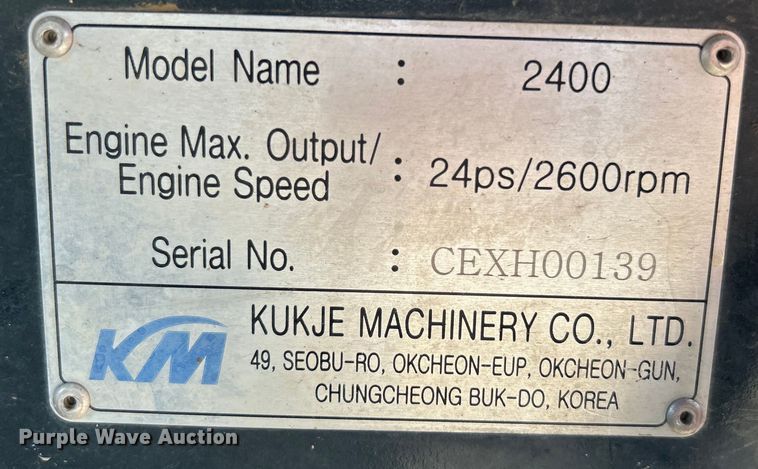 Model Name : 2400
Engine Max. Output/
Engine Speed : 24ps/2600rpm
Serial No. : CEXH00139
KM
KUKJE MACHINERY CO., LTD.
49, SEOBU-RO, OKCHEON-EUP, OKCHEON-GUN,
CHUNGCHEONG BUK-DO, KOREA
Purple Wave Auction